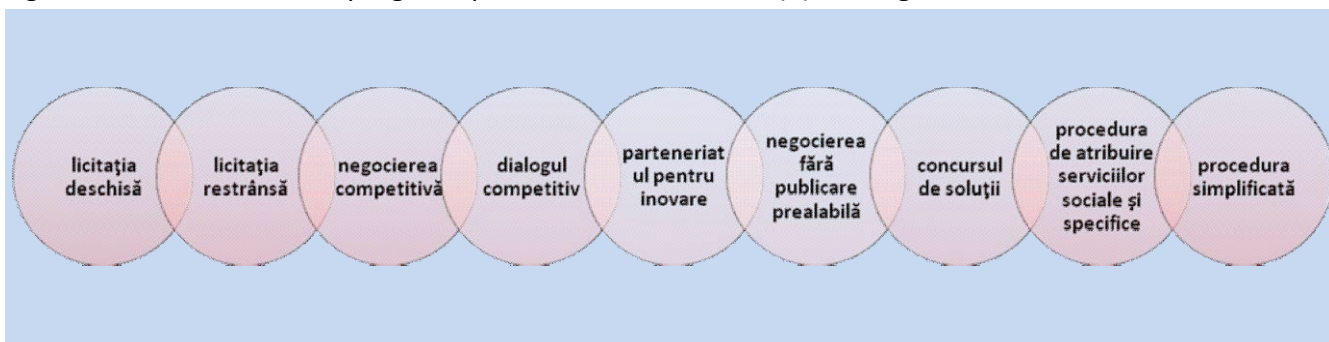 licitaţia
deschisă
licitaţia
restrânsă
negocierea
competitivă
dialogul
competitiv
parteneriat
ul pentru
inovare
negocierea
fără
publicare
prealabilă
concursul
de soluţii
procedura
de atribuire
serviciilor
sociale şi
specifice
procedura
simplificată